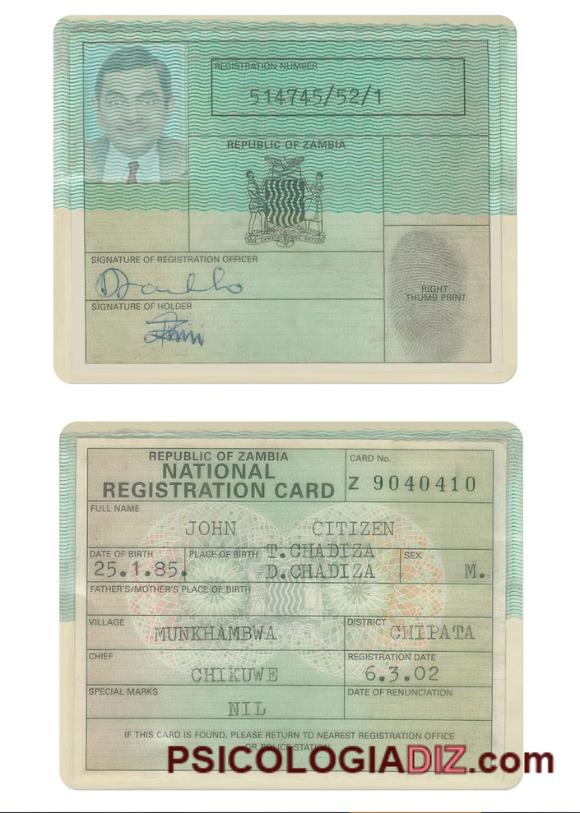 REGISTRATION NUMBER
514745/52/1
REPUBLIC OF ZAMBIA
SIGNATURE OF REGISTRATION OFFICER
SIGNATURE OF HOLDER
RIGHT
THUMB PRINT
REPUBLIC OF ZAMBIA
NATIONAL
REGISTRATION CARD
CARD No.
Z 9040410
FULL NAME
JOHN CITIZEN
DATE OF BIRTH
25.1.85.
PLACE OF BIRTH T.CHADIZA
D.CHADIZA
SEX
M.
FATHER'S/MOTHER'S PLACE OF BIRTH
VILLAGE
MUNKHAMBWA
DISTRICT
CHIPATA
CHIEF
CHIKUWE
REGISTRATION DATE
6.3.02
SPECIAL MARKS
NIL
DATE OF RENUNCIATION
IF THIS CARD IS FOUND, PLEASE RETURN TO NEAREST REGISTRATION OFFICE
OR POLICE STATION
PSICOLOGIADIZ.com